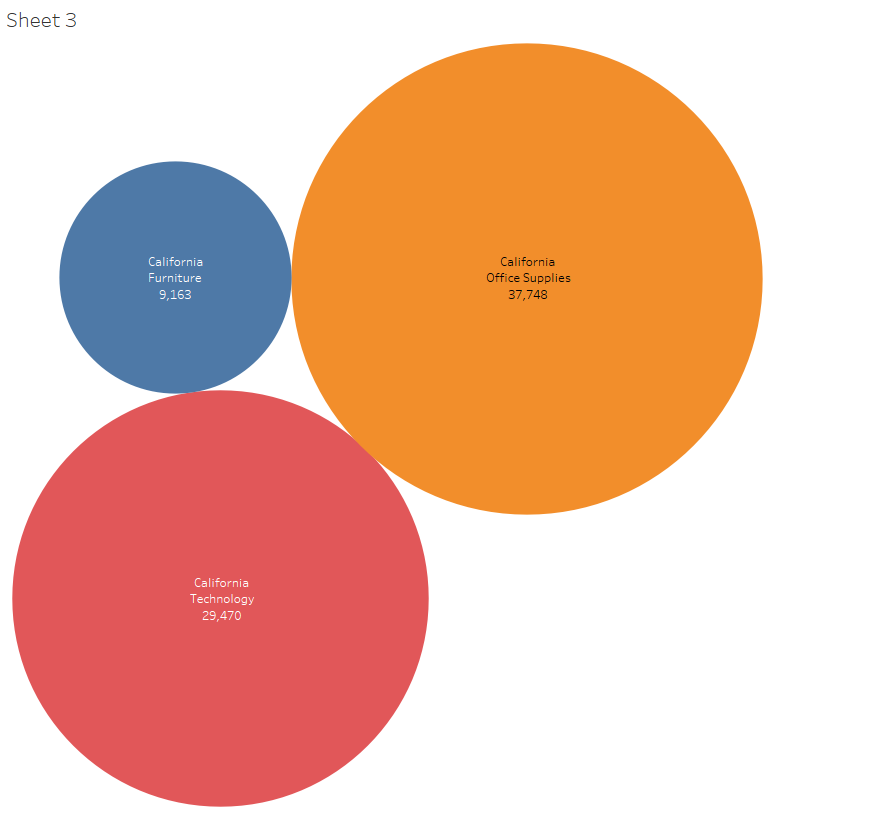 Sheet 3
California
Furniture
9,163
California
Office Supplies
37,748
California
Technology
29,470